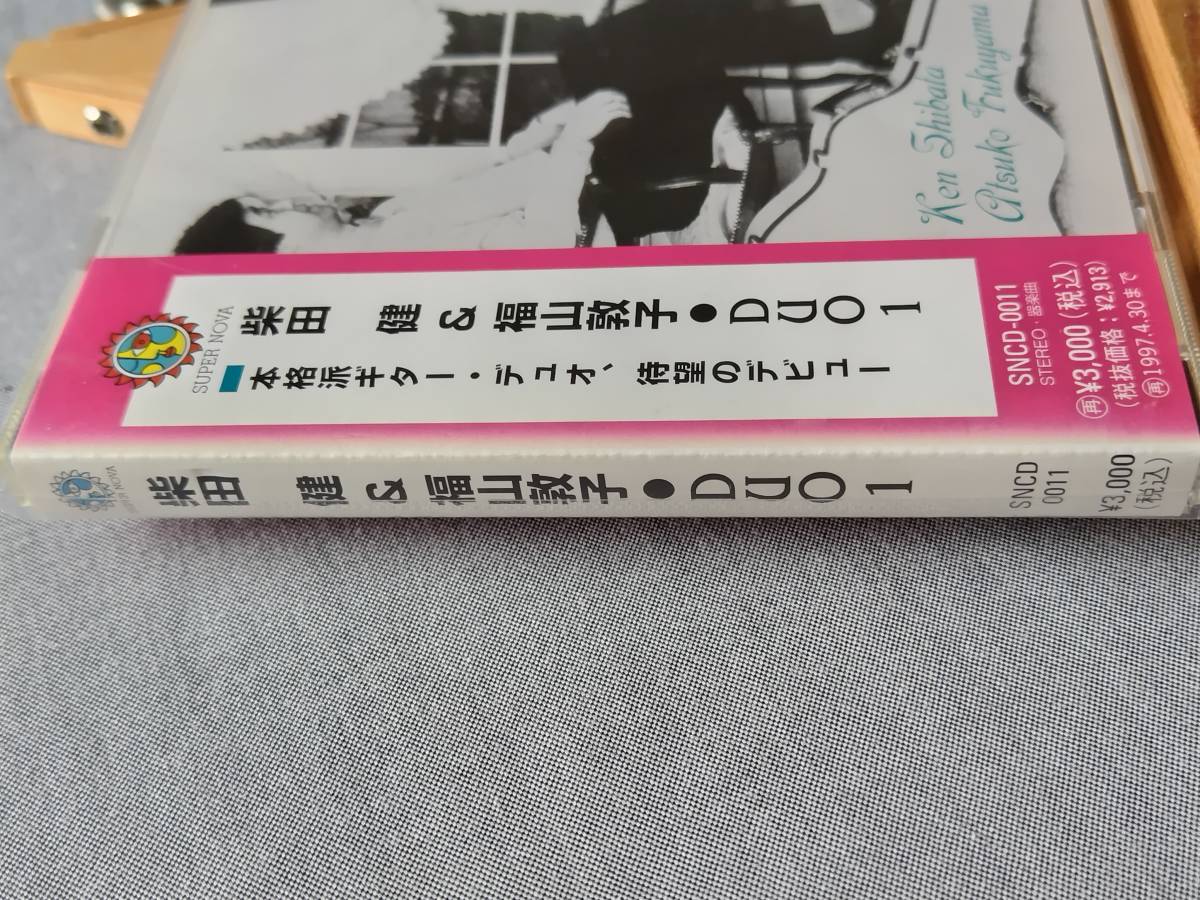 Ken Shibata
Atsuko Fukuyama
SUPER NOVA
柴田 健 & 福山敦子●DUO 1
本格派ギター・デュオ、待望のデビュー
SNCD-0011
STEREO・器楽曲
再¥3,000(税込)
(税抜価格:¥2,913)
再1997.4.30まで
SUPER NOVA
柴田 健 & 福山敦子●DUO 1
SNCD
0011
¥3,000
(税込)